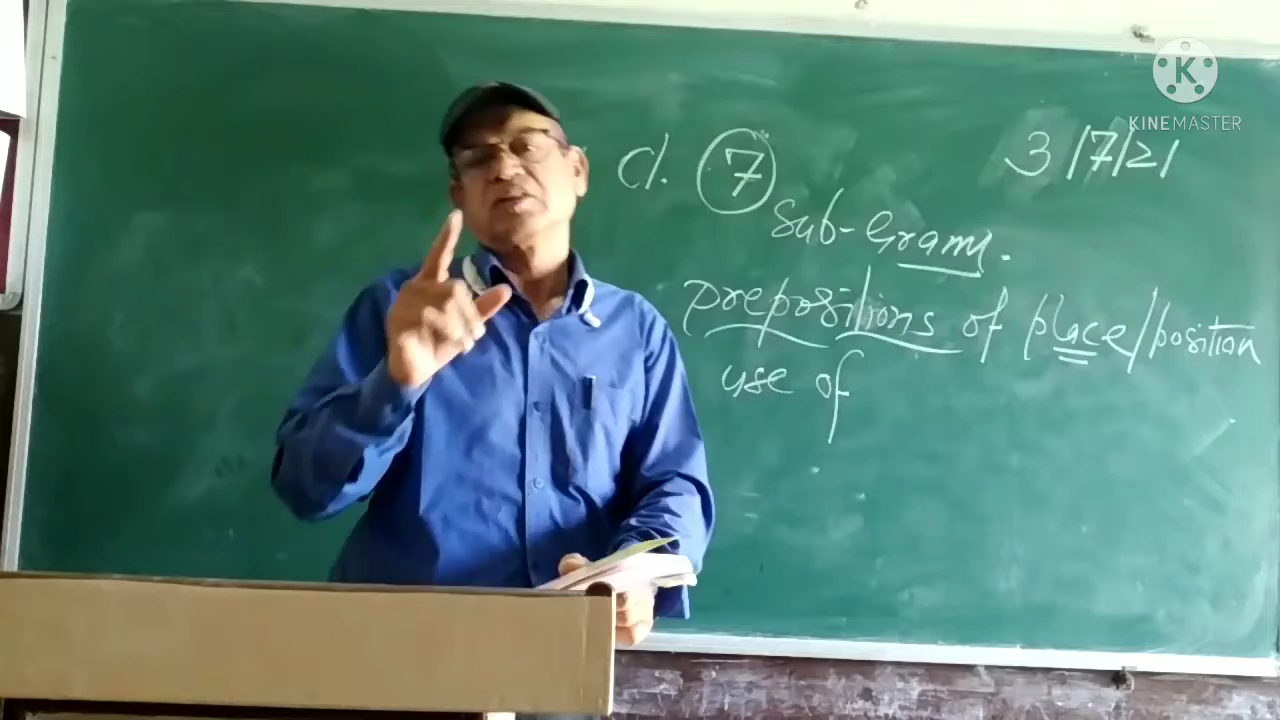 cl. 7 3/7/21
Sub-Gram.
prepositions of place/position
use of
K
KINEMASTER